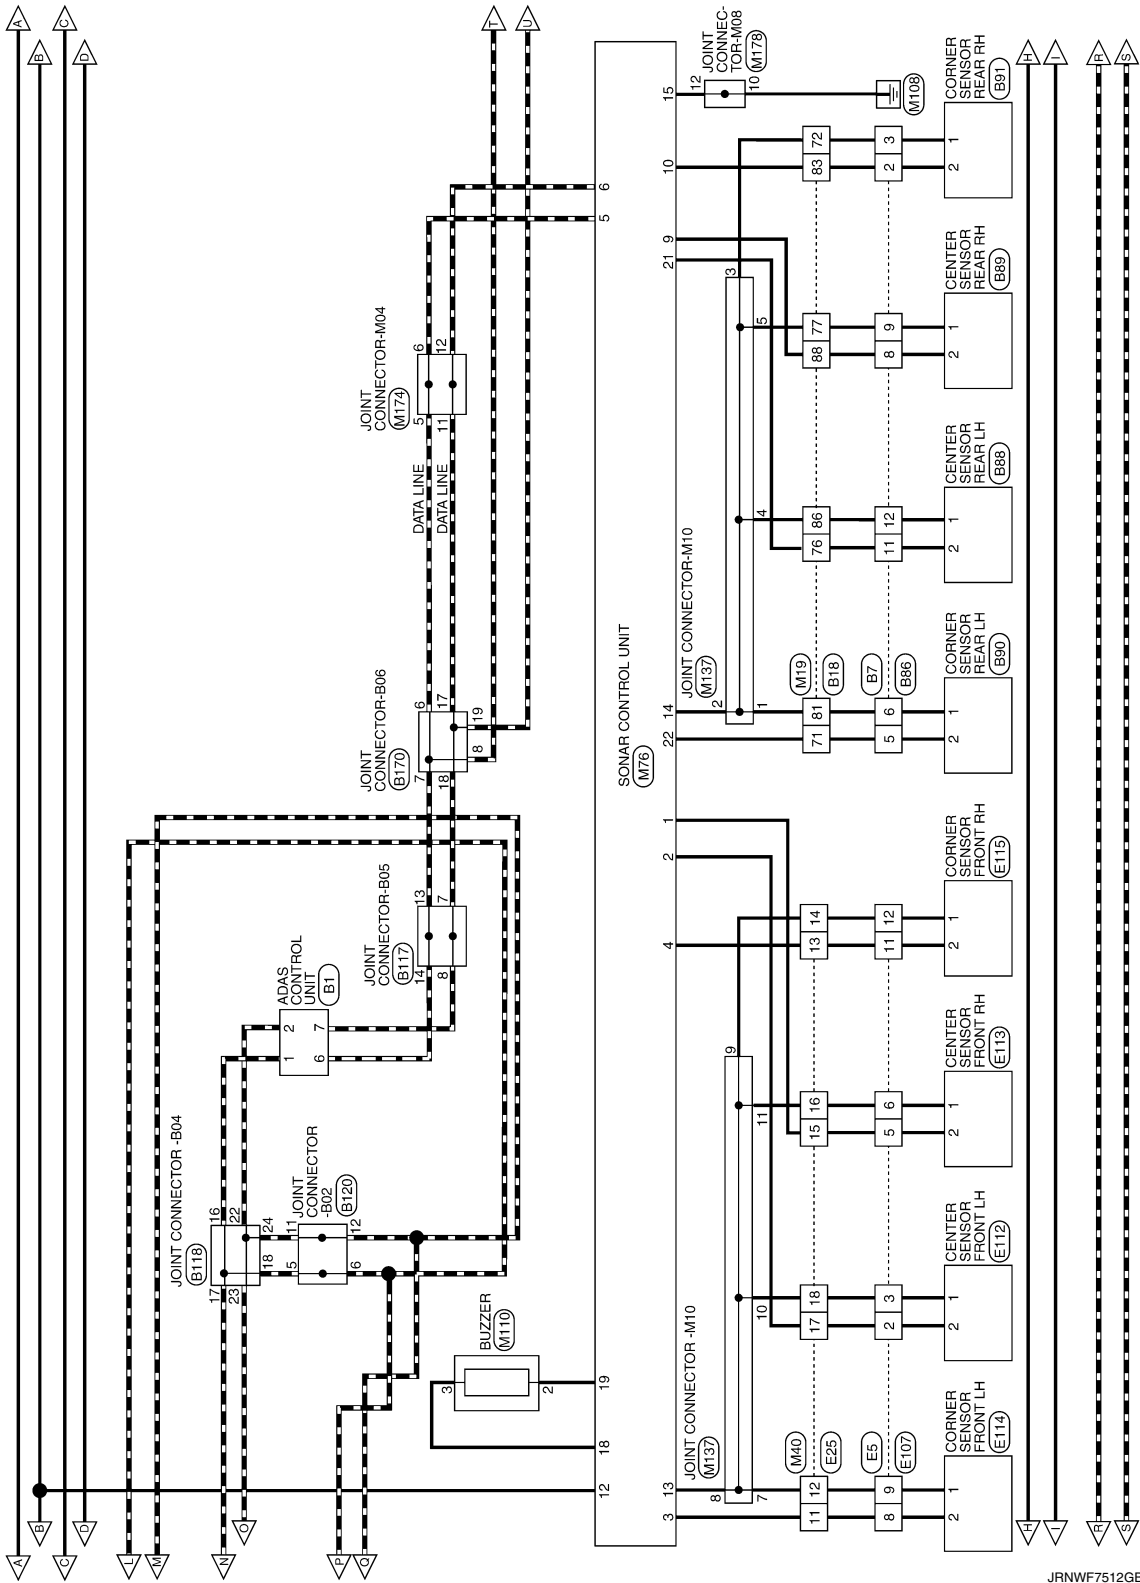 A
B
C
D
T
U
H
I
R
S
15
12
JOINT
CONNEC-
TOR-M08
M178
10
M108
CORNER
SENSOR
REAR RH
B91
10
72
83
3
2
1
2
6
5
9
21
3
5
77
88
9
8
CENTER
SENSOR
REAR RH
B89
1
2
JOINT
CONNECTOR-M04
M174
6
12
5
11
DATA LINE
DATA LINE
4
86
76
12
11
CENTER
SENSOR
REAR LH
B88
1
2
JOINT CONNECTOR-M10
M137
SONAR CONTROL UNIT
M76
14
22
2
1
M19
B18
B7
B86
81
71
6
5
CORNER
SENSOR
REAR LH
B90
1
2
JOINT
CONNECTOR-B06
B170
6
17
19
8
7
18
JOINT
CONNECTOR-B05
B117
13
7
14
8
1
2
4
14
13
12
11
CORNER
SENSOR
FRONT RH
E115
1
2
ADAS
CONTROL
UNIT
B1
2
7
1
6
9
11
16
15
6
5
CENTER
SENSOR
FRONT RH
E113
1
2
JOINT CONNECTOR -B04
B118
16
22
24
18
17
23
JOINT
CONNECTOR
-B02
B120
11
12
5
6
10
18
17
3
2
CENTER
SENSOR
FRONT LH
E112
1
2
BUZZER
M110
3
2
19
18
12
JOINT CONNECTOR -M10
M137
13
3
8
7
M40
E25
E5
E107
12
11
9
8
CORNER
SENSOR
FRONT LH
E114
1
2
A
B
C
D
L
M
N
O
P
Q
H
I
R
S
JRNWF7512GE